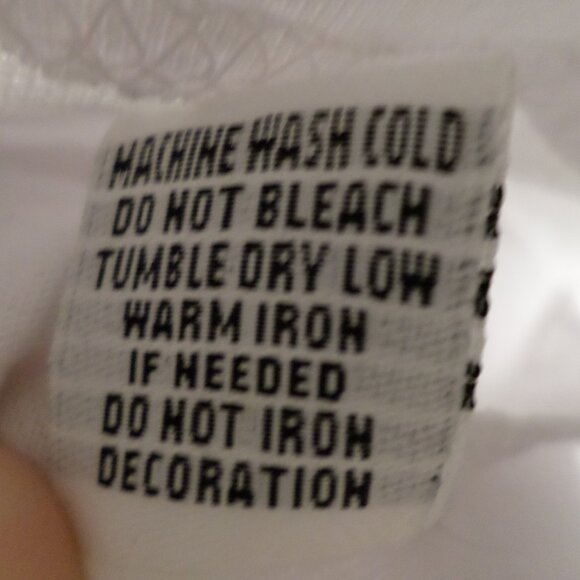 MACHINE WASH COLD
DO NOT BLEACH
TUMBLE DRY LOW
WARM IRON
IF NEEDED
DO NOT IRON
DECORATION